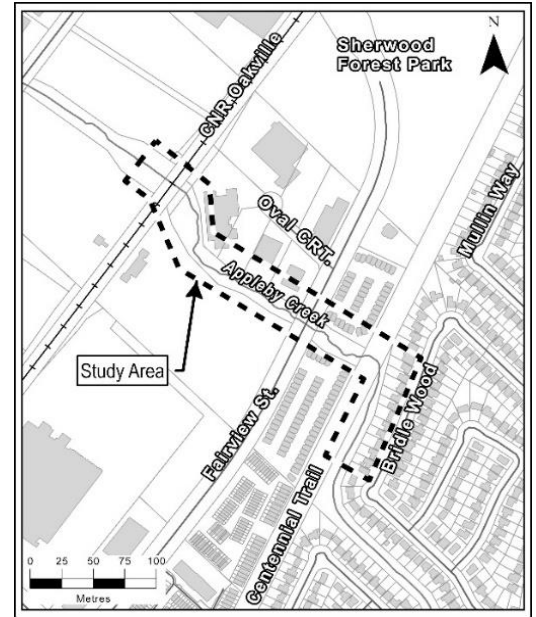 N
Sherwood
Forest Park
CNR.Oakville
Mullin Way
Oval CRT.
Appleby Creek
Study Area
Fairview St.
Bridle Wood
Centennial Trail
0 25 50 75 100
Metres